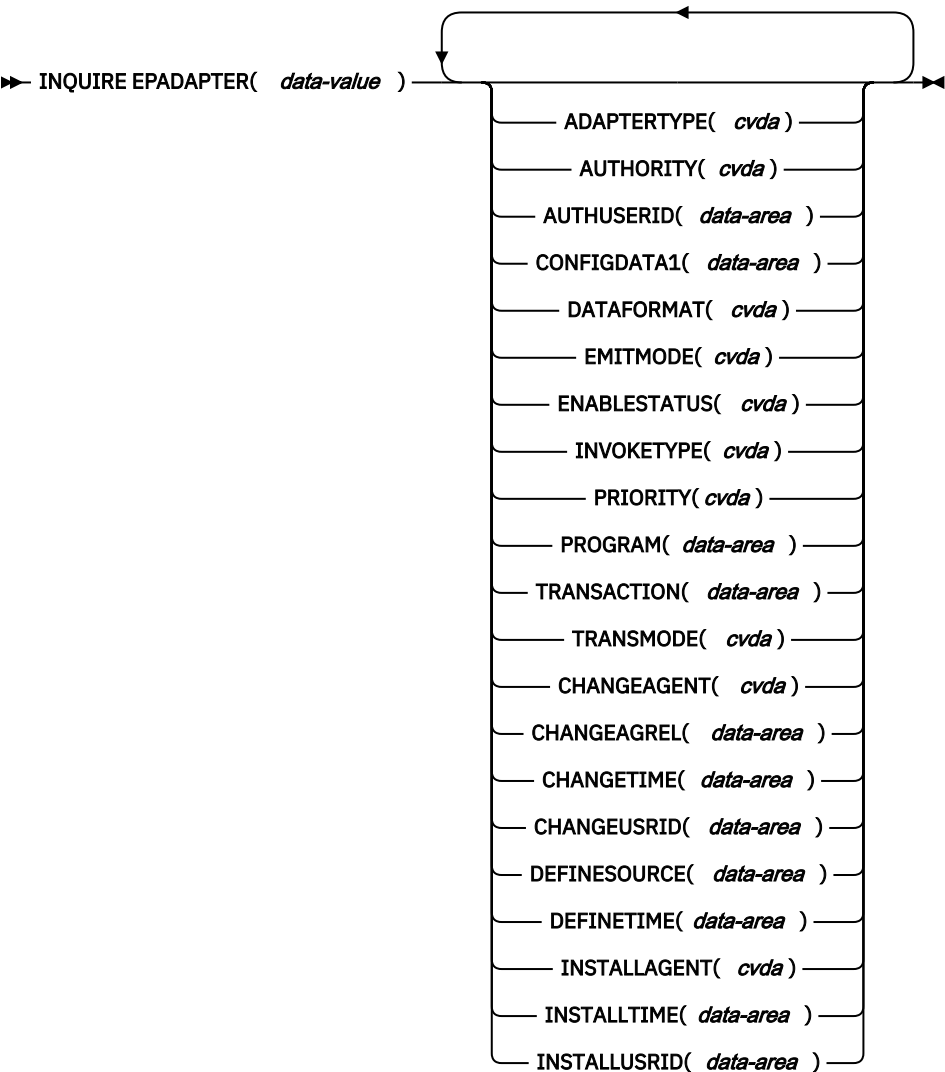 INQUIRE EPADAPTER( data-value )
ADAPTERTYPE( cvda )
AUTHORITY( cvda )
AUTHUSERID( data-area )
CONFIGDATA1( data-area )
DATAFORMAT( cvda )
EMITMODE( cvda )
ENABLESTATUS( cvda )
INVOKETYPE( cvda )
PRIORITY( cvda )
PROGRAM( data-area )
TRANSACTION( data-area )
TRANSMODE( cvda )
CHANGEAGENT( cvda )
CHANGEAGREL( data-area )
CHANGETIME( data-area )
CHANGEUSRID( data-area )
DEFINESOURCE( data-area )
DEFINETIME( data-area )
INSTALLAGENT( cvda )
INSTALLTIME( data-area )
INSTALLUSRID( data-area )